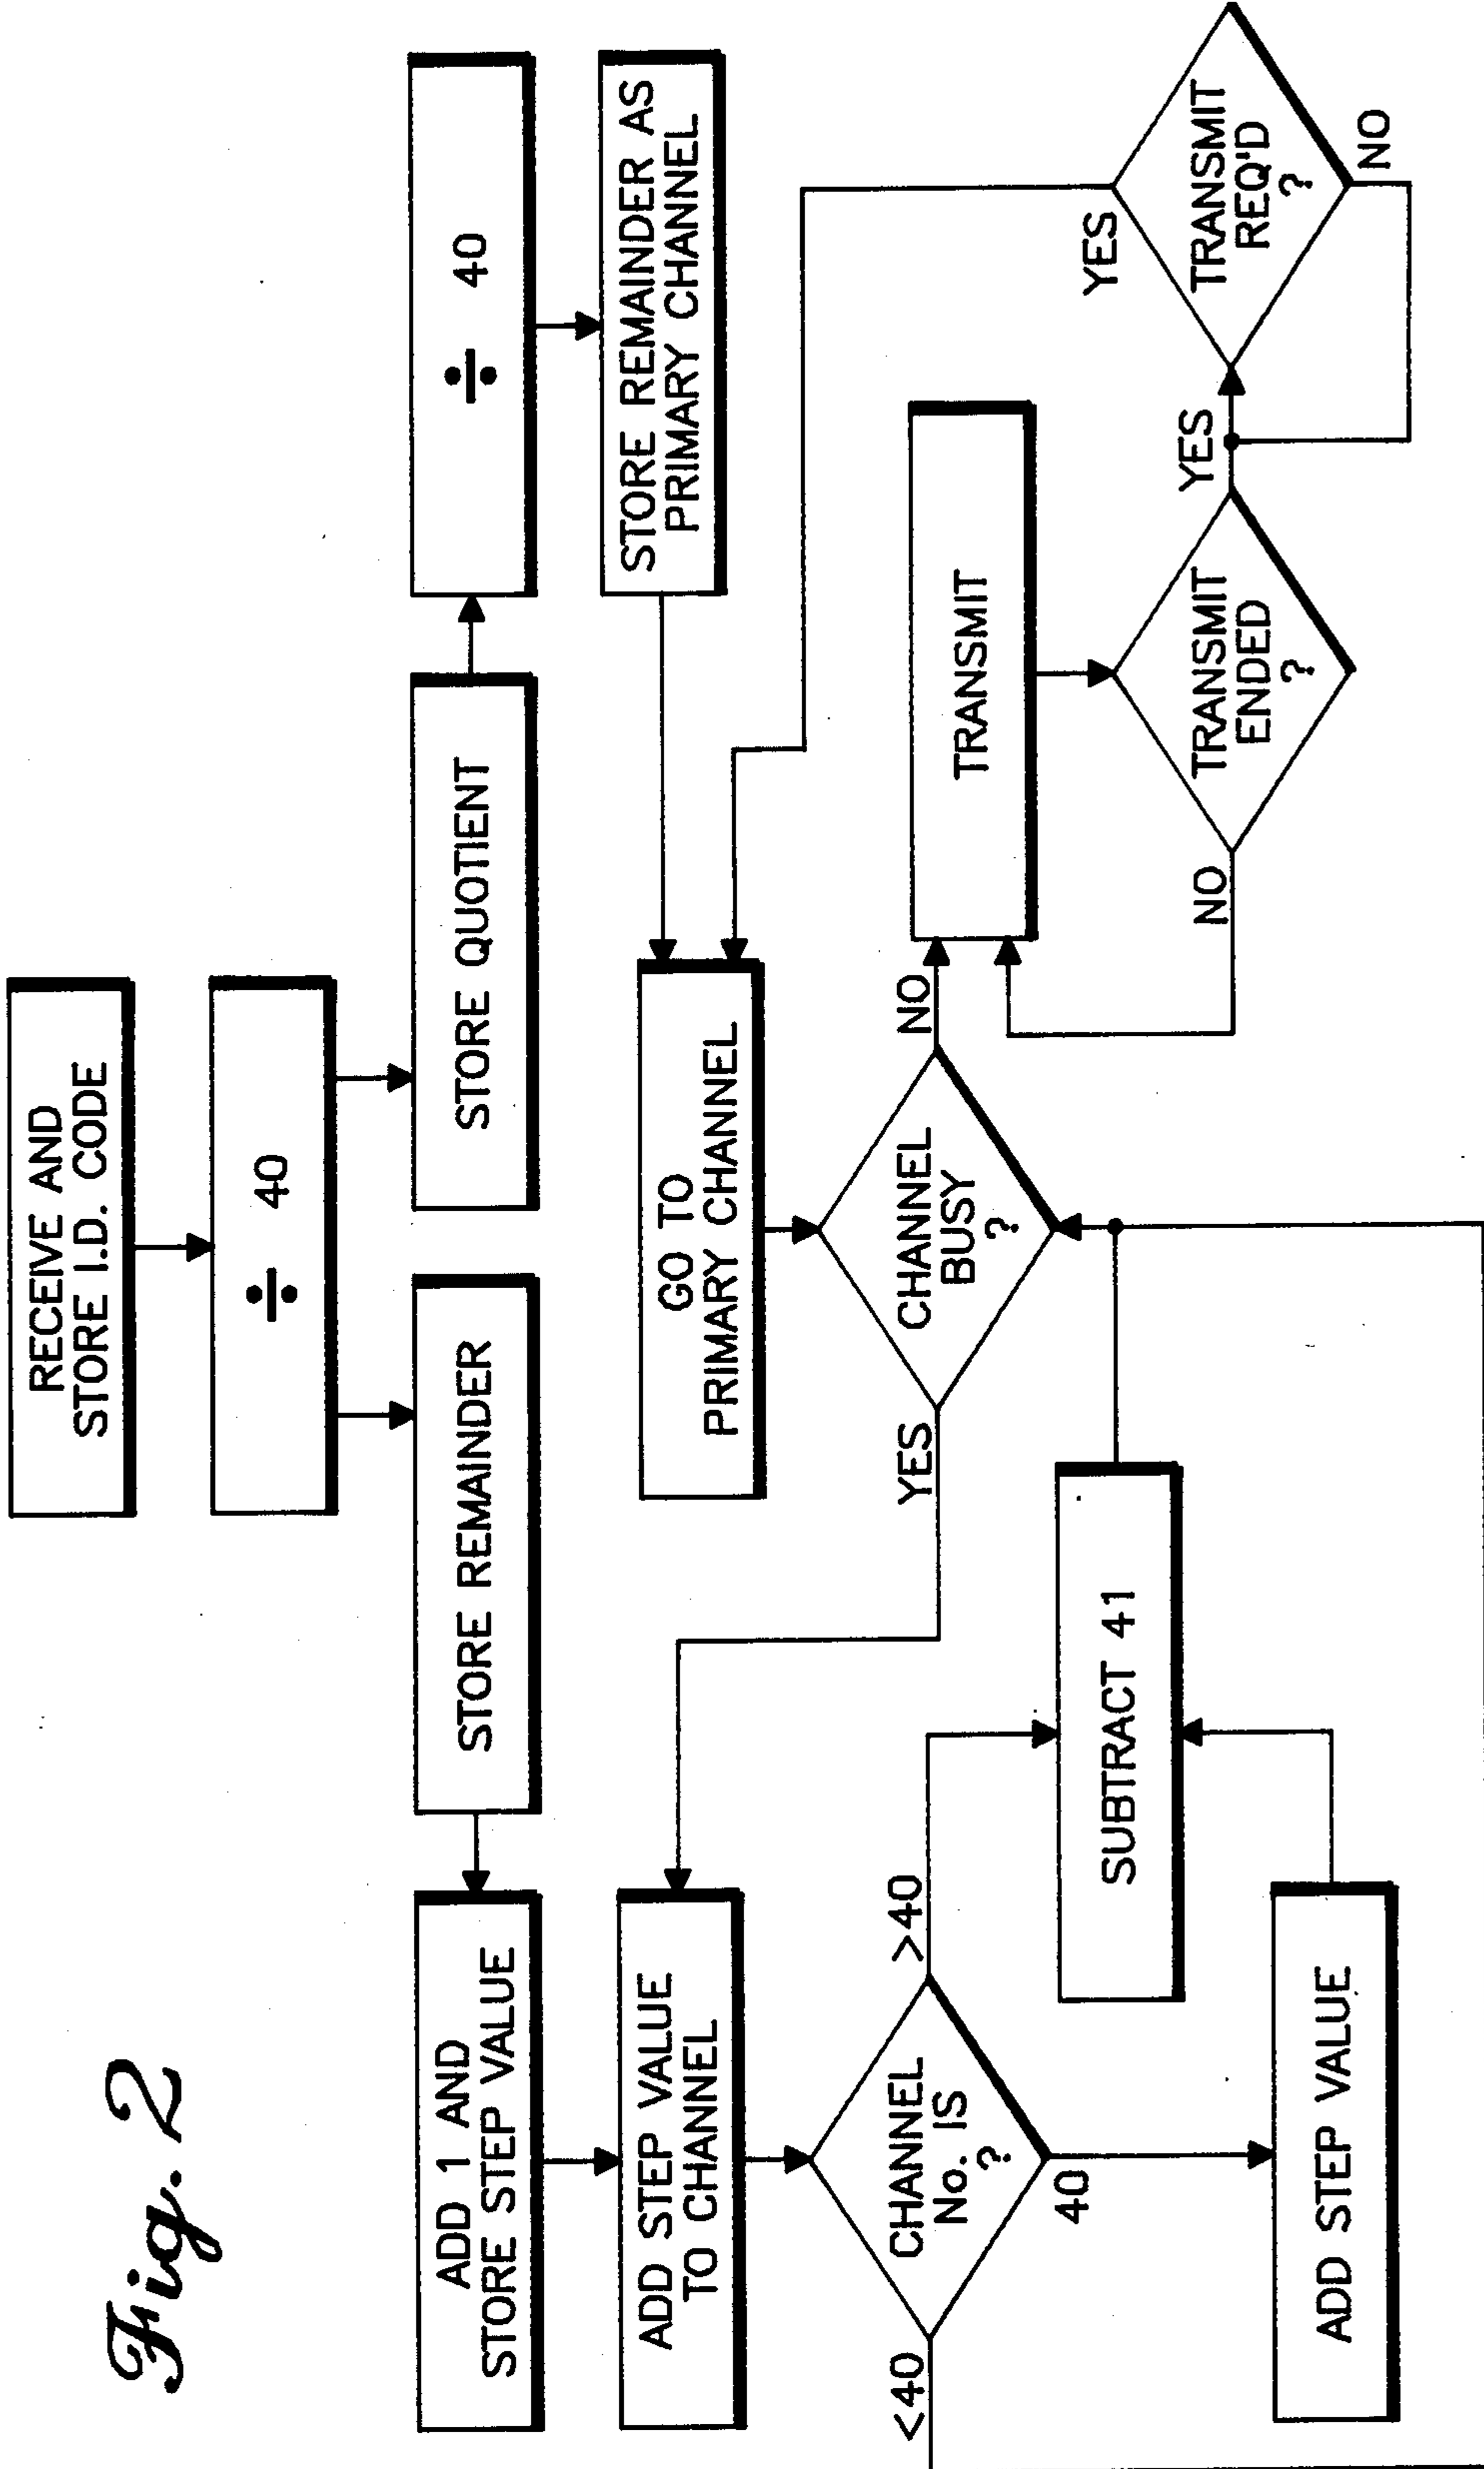 Fig. 2
RECEIVE AND
STORE I.D. CODE
÷ 40
STORE REMAINDER
STORE QUOTIENT
÷ 40
ADD 1 AND
STORE STEP VALUE
STORE REMAINDER AS
PRIMARY CHANNEL
ADD STEP VALUE
TO CHANNEL
GO TO
PRIMARY CHANNEL
CHANNEL
No. IS
?
<40
>40
40
YES
CHANNEL
BUSY
?
NO
TRANSMIT
SUBTRACT 41
ADD STEP VALUE
NO
TRANSMIT
ENDED
?
YES
YES
TRANSMIT
REQ'D
?
NO